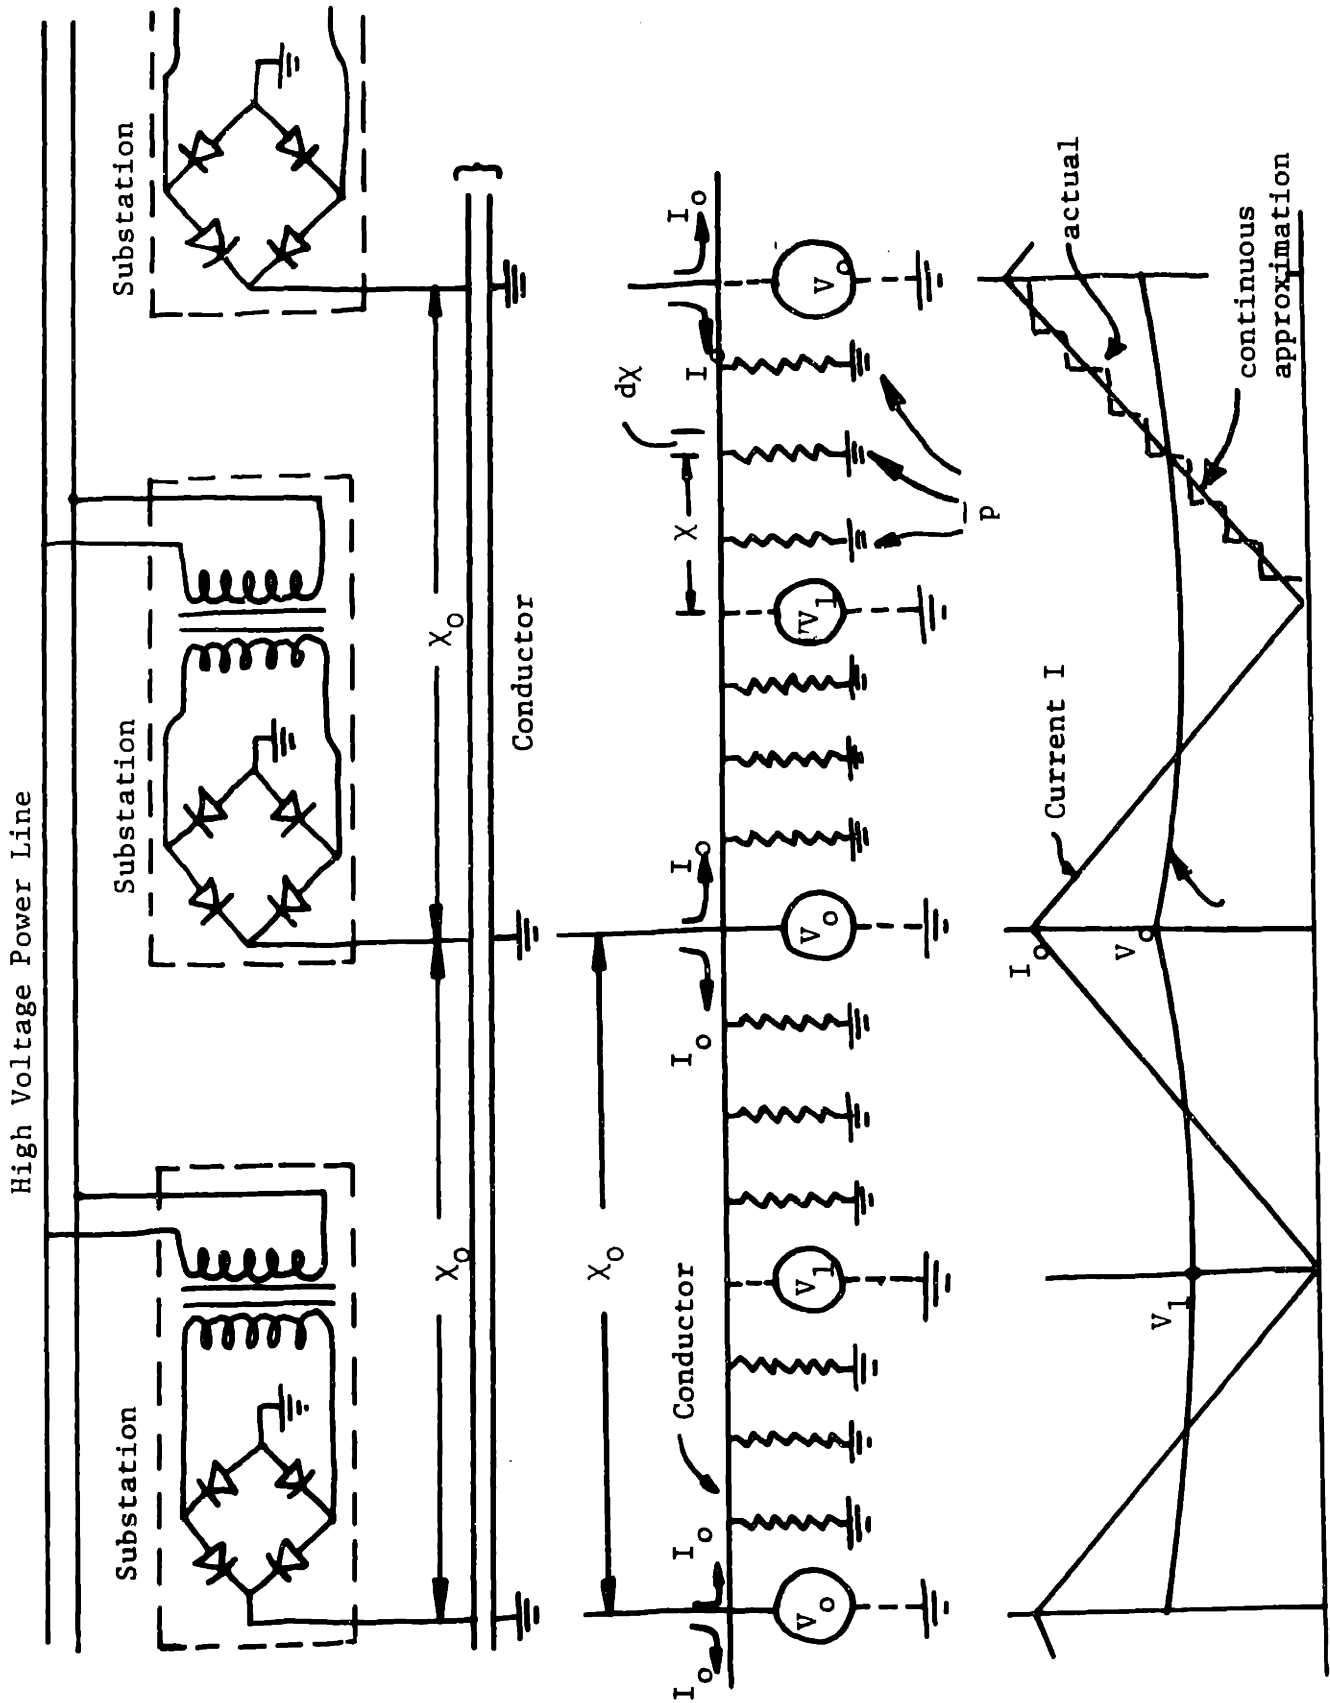 High Voltage Power Line
Substation
Substation
Substation
X₀
X₀
Conductor
X₀
Conductor
I₀
I₀
I₀
I₀
I₀
I₀
X
dX
p̄
V₀
V₁
V₀
V₁
V₀
I₀
V₀
V₁
Current I
actual
continuous
approximation